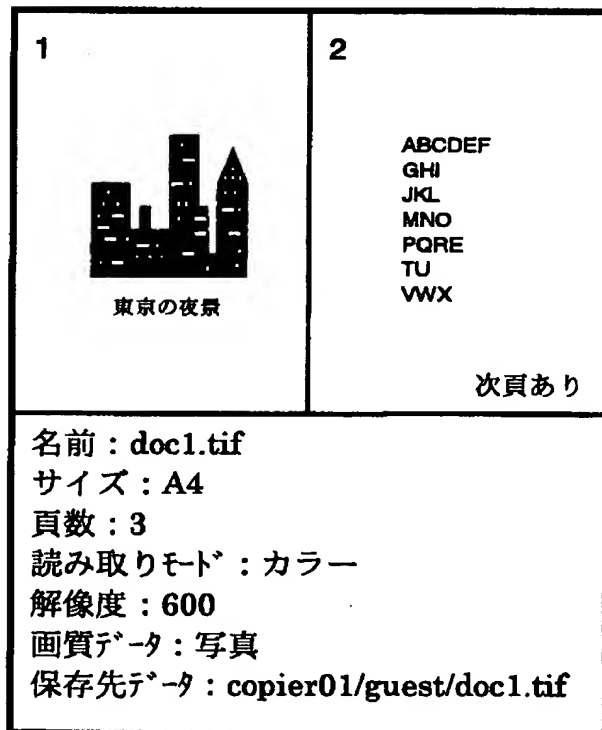 1
東京の夜景
2
ABCDEF
GHI
JKL
MNO
PQRE
TU
VWX
次頁あり
名前：doc1.tif
サイズ：A4
頁数：3
読み取りﾓｰﾄﾞ：カラー
解像度：600
画質ﾃﾞｰﾀ：写真
保存先ﾃﾞｰﾀ：copier01/guest/doc1.tif